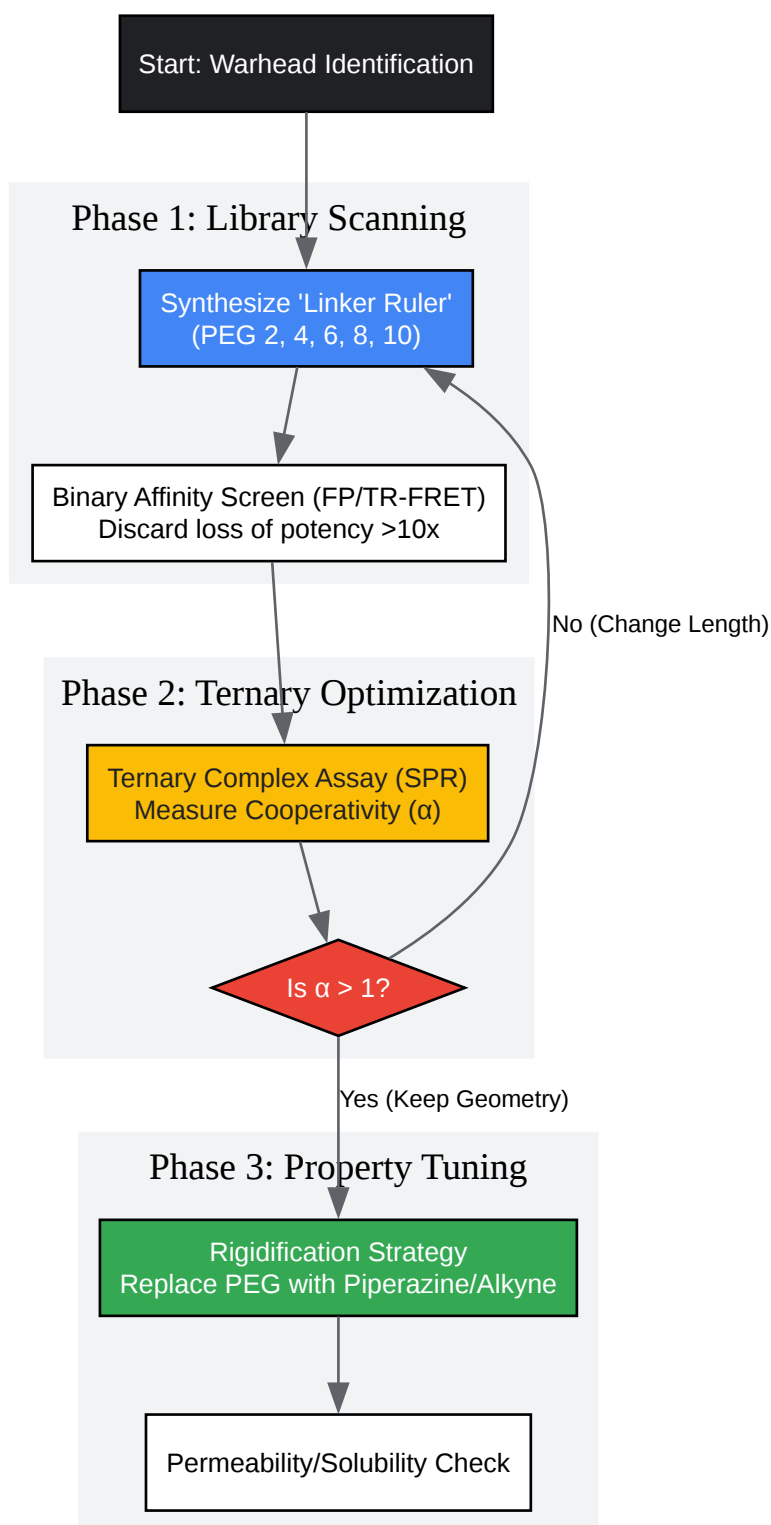 Start: Warhead Identification
Phase 1: Library Scanning
Synthesize 'Linker Ruler'
(PEG 2, 4, 6, 8, 10)
Binary Affinity Screen (FP/TR-FRET)
Discard loss of potency >10x
No (Change Length)
Phase 2: Ternary Optimization
Ternary Complex Assay (SPR)
Measure Cooperativity (α)
Is α > 1?
Yes (Keep Geometry)
Phase 3: Property Tuning
Rigidification Strategy
Replace PEG with Piperazine/Alkyne
Permeability/Solubility Check